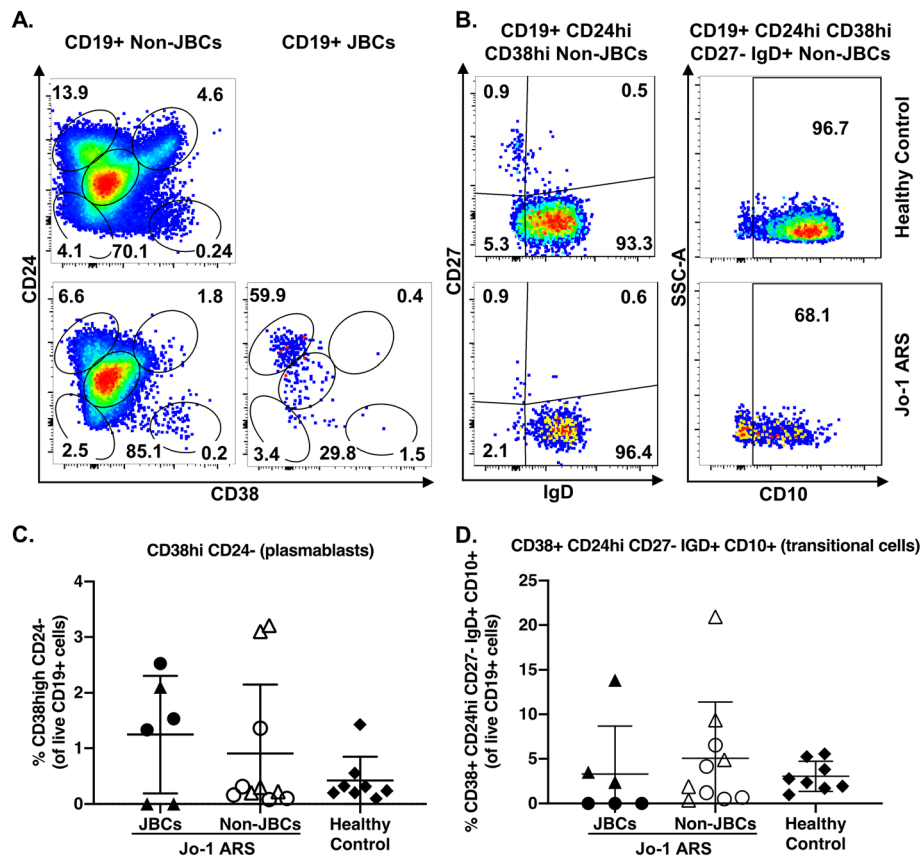 A.
CD19+ Non-JBCs
CD19+ JBCs
13.9
4.6
4.1
70.1
0.24
6.6
1.8
2.5
85.1
0.2
59.9
0.4
3.4
29.8
1.5
CD24
CD38
B.
CD19+ CD24hi
CD38hi Non-JBCs
CD19+ CD24hi CD38hi
CD27- IgD+ Non-JBCs
0.9
0.5
5.3
93.3
96.7
Healthy Control
0.9
0.6
2.1
96.4
68.1
Jo-1 ARS
CD27
IgD
SSC-A
CD10
C.
CD38hi CD24- (plasmablasts)
% CD38high CD24-
(of live CD19+ cells)
4
3
2
1
0
JBCs
Non-JBCs
Healthy
Control
Jo-1 ARS
D.
CD38+ CD24hi CD27- IGD+ CD10+ (transitional cells)
% CD38+ CD24hi CD27- IgD+ CD10+
(of live CD19+ cells)
25
20
15
10
5
0
JBCs
Non-JBCs
Healthy
Control
Jo-1 ARS